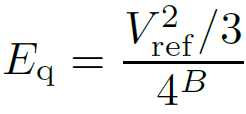 E_q = \frac{V_{ref}^2/3}{4^B}